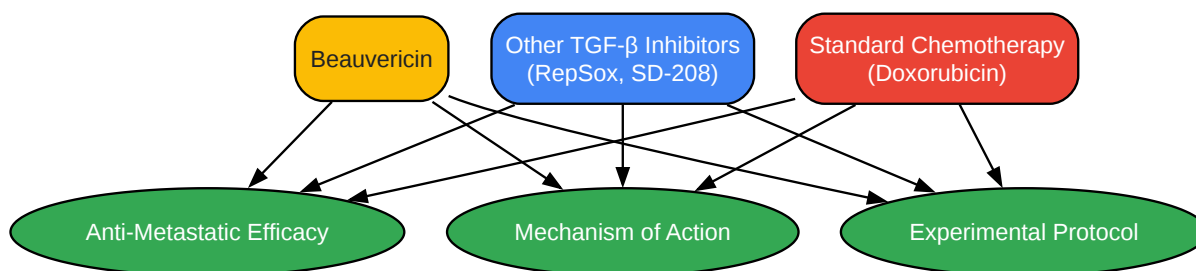 Beauvericin
Other TGF-β Inhibitors
(RepSox, SD-208)
Standard Chemotherapy
(Doxorubicin)
Anti-Metastatic Efficacy
Mechanism of Action
Experimental Protocol